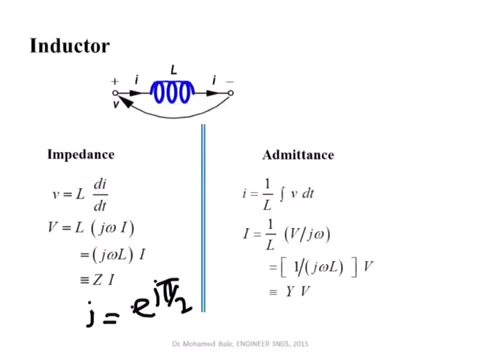 Inductor
L
+ i i −
v
Impedance
v = L di/dt
V = L (jω I)
= (jωL) I
≡ Z I
j = e^jπ/2
Admittance
i = 1/L ∫ v dt
I = 1/L (V/jω)
= [ 1/(jωL) ] V
≡ Y V
Dr. Mohamed Bakr, ENGINEER 3N03, 2015